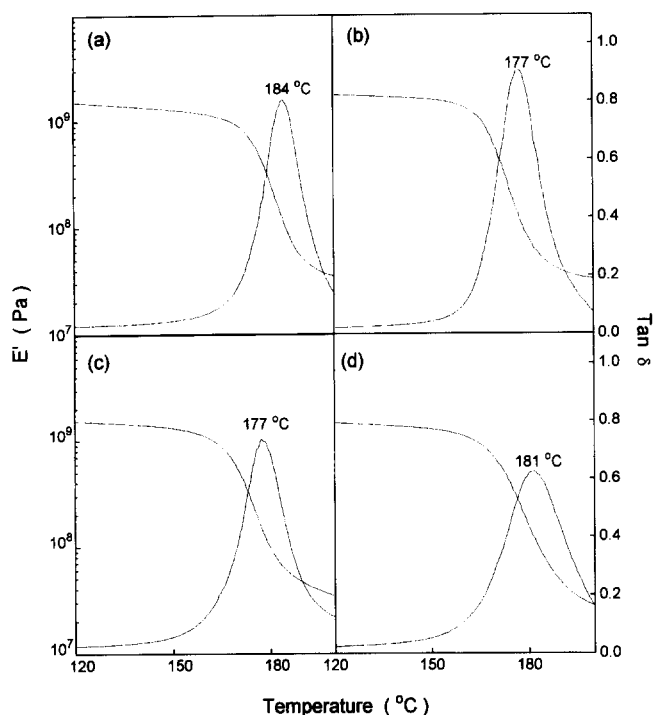 (a)
184 °C
10⁹
10⁸
10⁷
(b)
177 °C
1.0
0.8
0.6
0.4
0.2
0.0
(c)
177 °C
10⁹
10⁸
10⁷
(d)
181 °C
1.0
0.8
0.6
0.4
0.2
0.0
E' ( Pa )
Tan δ
120
150
180
120
150
180
Temperature ( °C )